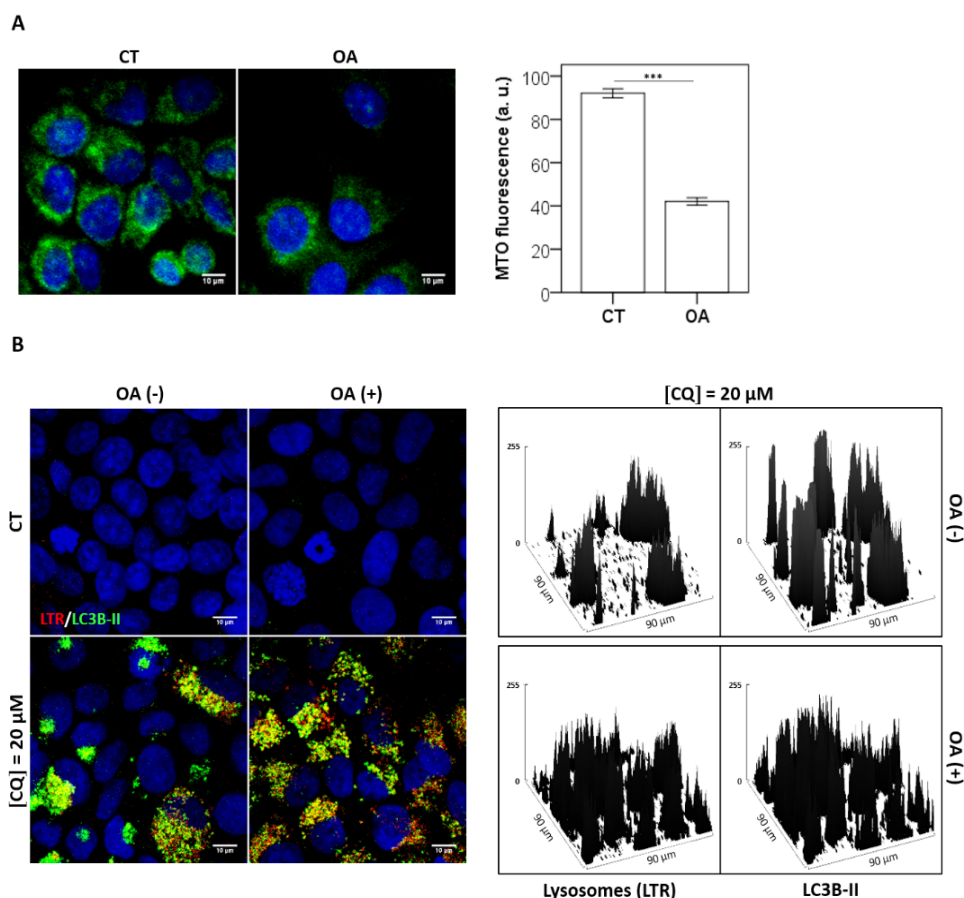 A
CT
OA
10 µm
10 µm
MTO fluorescence (a. u.)
100
80
60
40
20
0
***
CT
OA
B
OA (-)
OA (+)
CT
LTR/LC3B-II
10 µm
10 µm
[CQ] = 20 µM
10 µm
10 µm
[CQ] = 20 µM
255
0
90 µm
90 µm
255
0
90 µm
90 µm
OA (-)
255
0
90 µm
90 µm
255
0
90 µm
90 µm
OA (+)
Lysosomes (LTR)
LC3B-II